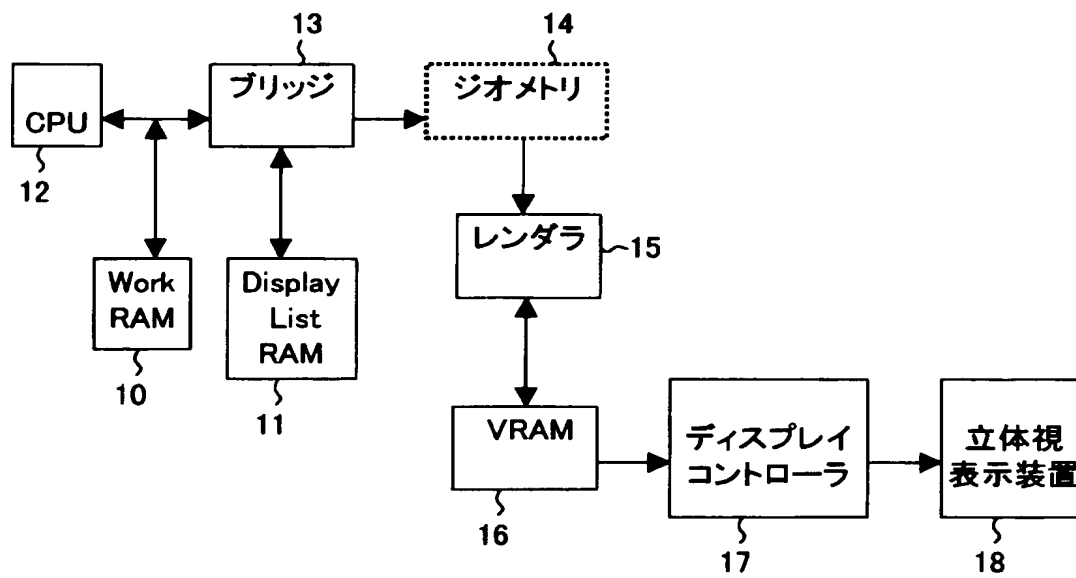 13
14
ブリッジ
ジオメトリ
CPU
12
レンダラ
15
Work
RAM
10
Display
List
RAM
11
VRAM
16
ディスプレイ
コントローラ
17
立体視
表示装置
18